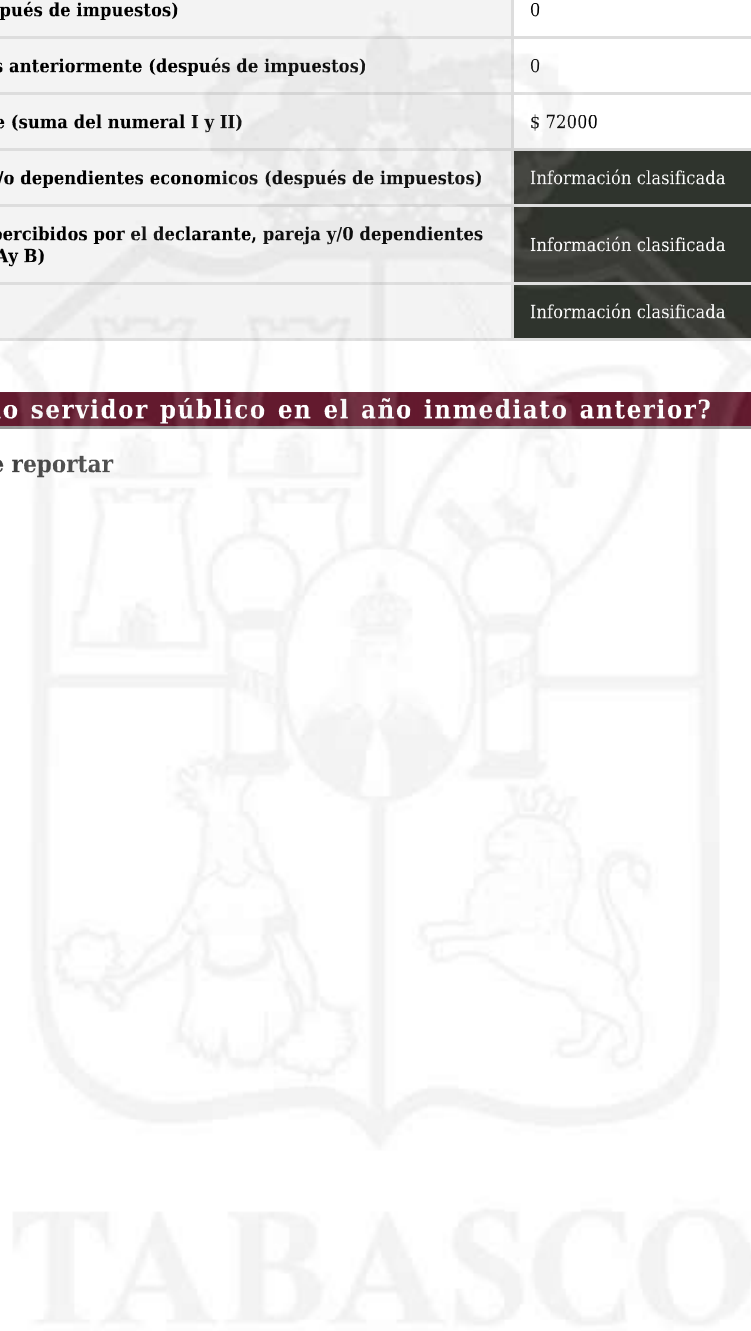 pués de impuestos) 0
s anteriormente (después de impuestos) 0
e (suma del numeral I y II) $ 72000
/o dependientes economicos (después de impuestos) Información clasificada
percibidos por el declarante, pareja y/0 dependientes Información clasificada
Ay B)
Información clasificada
lo servidor público en el año inmediato anterior?
e reportar
TABASCO